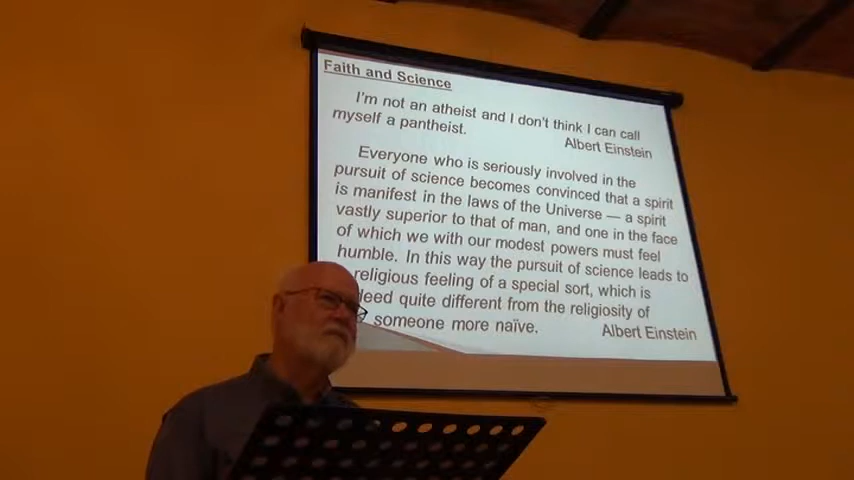 Faith and Science
I'm not an atheist and I don't think I can call
myself a pantheist.
Albert Einstein
Everyone who is seriously involved in the
pursuit of science becomes convinced that a spirit
is manifest in the laws of the Universe — a spirit
vastly superior to that of man, and one in the face
of which we with our modest powers must feel
humble. In this way the pursuit of science leads to
religious feeling of a special sort, which is
deed quite different from the religiosity of
someone more naïve.
Albert Einstein